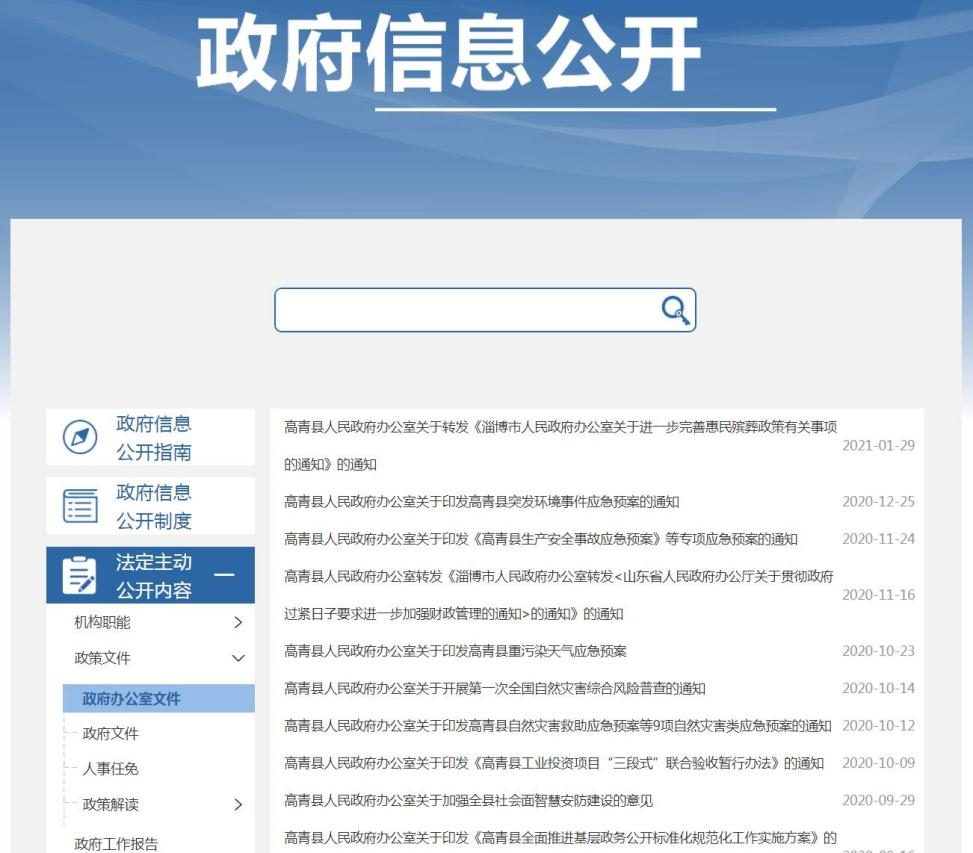 政府信息公开
政府信息
公开指南
政府信息
公开制度
法定主动
公开内容
机构职能
政策文件
政府办公室文件
政府文件
人事任免
政策解读
政府工作报告
高青县人民政府办公室关于转发《淄博市人民政府办公室关于进一步完善惠民殡葬政策有关事项
的通知》的通知
2021-01-29
高青县人民政府办公室关于印发高青县突发环境事件应急预案的通知
2020-12-25
高青县人民政府办公室关于印发《高青县生产安全事故应急预案》等专项应急预案的通知
2020-11-24
高青县人民政府办公室转发《淄博市人民政府办公室转发<山东省人民政府办公厅关于贯彻政府
过紧日子要求进一步加强财政管理的通知>的通知》的通知
2020-11-16
高青县人民政府办公室关于印发高青县重污染天气应急预案
2020-10-23
高青县人民政府办公室关于开展第一次全国自然灾害综合风险普查的通知
2020-10-14
高青县人民政府办公室关于印发高青县自然灾害救助应急预案等9项自然灾害类应急预案的通知
2020-10-12
高青县人民政府办公室关于印发《高青县工业投资项目“三段式”联合验收暂行办法》的通知
2020-10-09
高青县人民政府办公室关于加强全县社会面智慧安防建设的意见
2020-09-29
高青县人民政府办公室关于印发《高青县全面推进基层政务公开标准化规范化工作实施方案》的